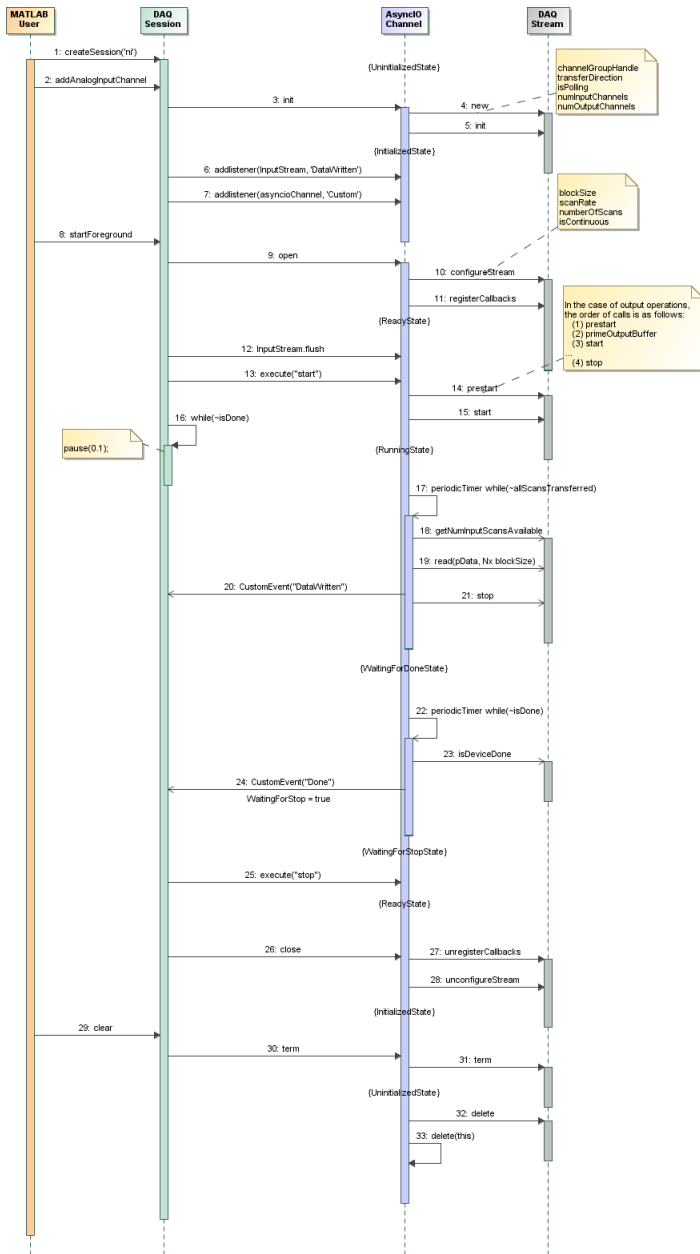 MATLAB
User
DAQ
Session
AsyncIO
Channel
DAQ
Stream
1: createSession('ni')
{UninitializedState}
channelGroupHandle
transferDirection
isPolling
numInputChannels
numOutputChannels
2: addAnalogInputChannel
3: init
4: new
5: init
{InitializedState}
6: addlistener(InputStream, 'DataWritten')
7: addlistener(asyncioChannel, 'Custom')
blockSize
scanRate
numberOfScans
isContinuous
8: startForeground
9: open
10: configureStream
11: registerCallbacks
{ReadyState}
In the case of output operations,
the order of calls is as follows:
(1) prestart
(2) primeOutputBuffer
(3) start
...
(4) stop
12: InputStream.flush
13: execute("start")
14: prestart
15: start
16: while(~isDone)
pause(0.1);
{RunningState}
17: periodicTimer while(~allScansTransferred)
18: getNumInputScansAvailable
19: read(pData, Nx blockSize)
20: CustomEvent("DataWritten")
21: stop
{WaitingForDoneState}
22: periodicTimer while(~isDone)
23: isDeviceDone
24: CustomEvent("Done")
WaitingForStop = true
{WaitingForStopState}
25: execute("stop")
{ReadyState}
26: close
27: unregisterCallbacks
28: unconfigureStream
{InitializedState}
29: clear
30: term
31: term
{UninitializedState}
32: delete
33: delete(this)